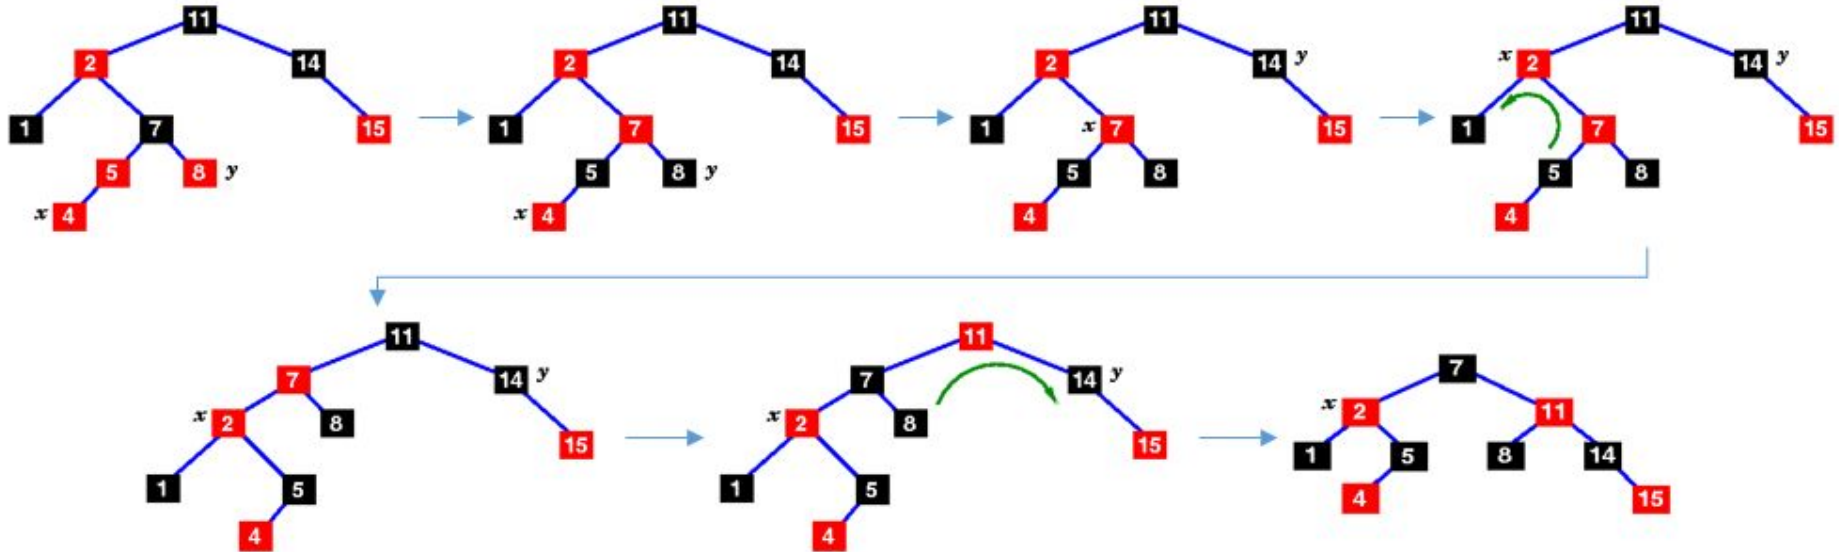 11 11 11 11
2 14 2 14 2 14 y x 2 14 y
1 7 15 1 7 15 1 x 7 15 1 7 15
5 8 y 5 8 y 5 8 5 8
x 4 x 4 4 4
11 11 7
7 14 y 7 14 y x 2 11
x 2 8 15 x 2 8 15 1 5 8 14
1 5 1 5 4 15
4 4